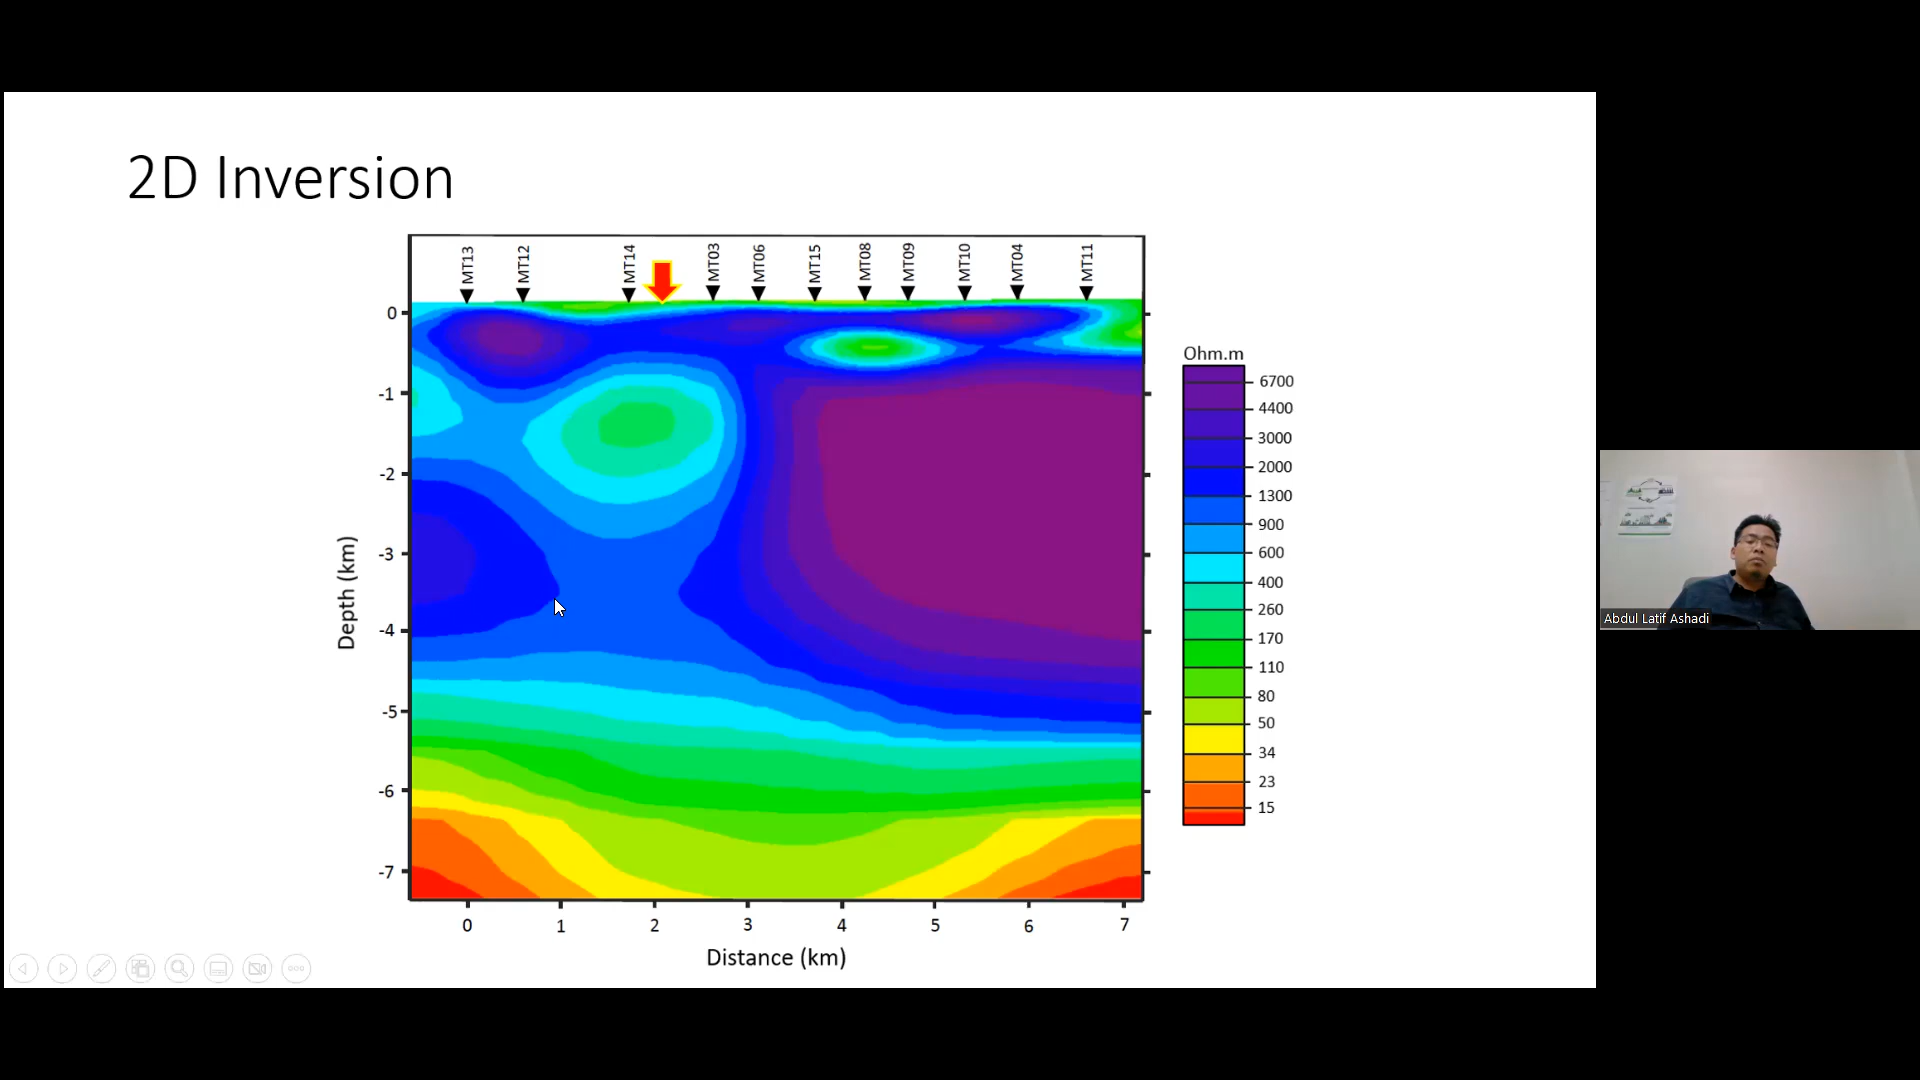 2D Inversion
MT13
MT12
MT14
MT03
MT06
MT15
MT08
MT09
MT10
MT04
MT11
0
-1
-2
-3
-4
-5
-6
-7
Depth (km)
0 1 2 3 4 5 6 7
Distance (km)
Ohm.m
6700
4400
3000
2000
1300
900
600
400
260
170
110
80
50
34
23
15
Abdul Latif Ashadi